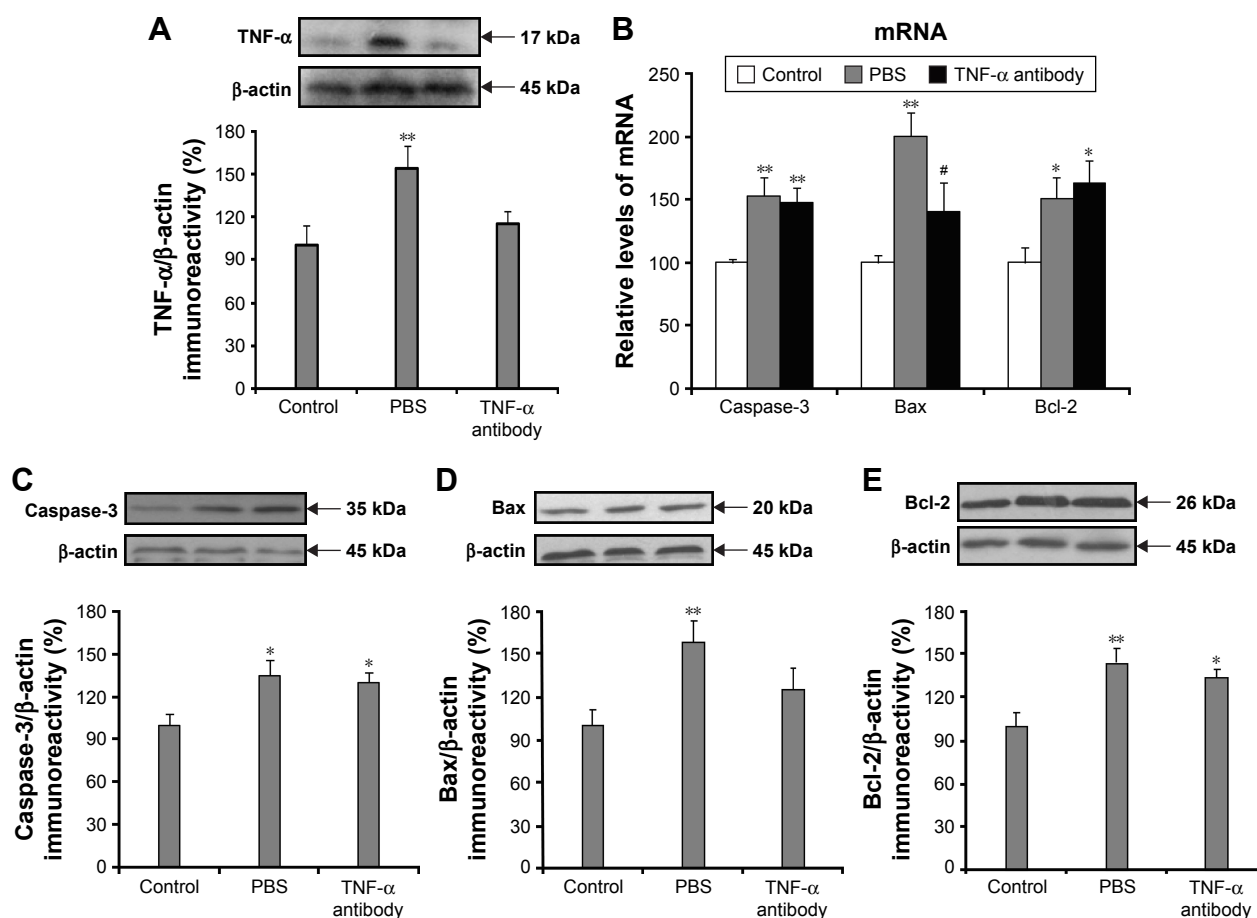 A
TNF-α
17 kDa
β-actin
45 kDa
TNF-α/β-actin
immunoreactivity (%)
180
150
120
90
60
30
0
**
Control
PBS
TNF-α
antibody
B
mRNA
Control
PBS
TNF-α antibody
Relative levels of mRNA
250
200
150
100
50
0
**
**
**
#
*
*
Caspase-3
Bax
Bcl-2
C
Caspase-3
35 kDa
β-actin
45 kDa
Caspase-3/β-actin
immunoreactivity (%)
180
150
120
90
60
30
0
*
*
Control
PBS
TNF-α
antibody
D
Bax
20 kDa
β-actin
45 kDa
Bax/β-actin
immunoreactivity (%)
180
150
120
90
60
30
0
**
Control
PBS
TNF-α
antibody
E
Bcl-2
26 kDa
β-actin
45 kDa
Bcl-2/β-actin
immunoreactivity (%)
180
150
120
90
60
30
0
**
*
Control
PBS
TNF-α
antibody